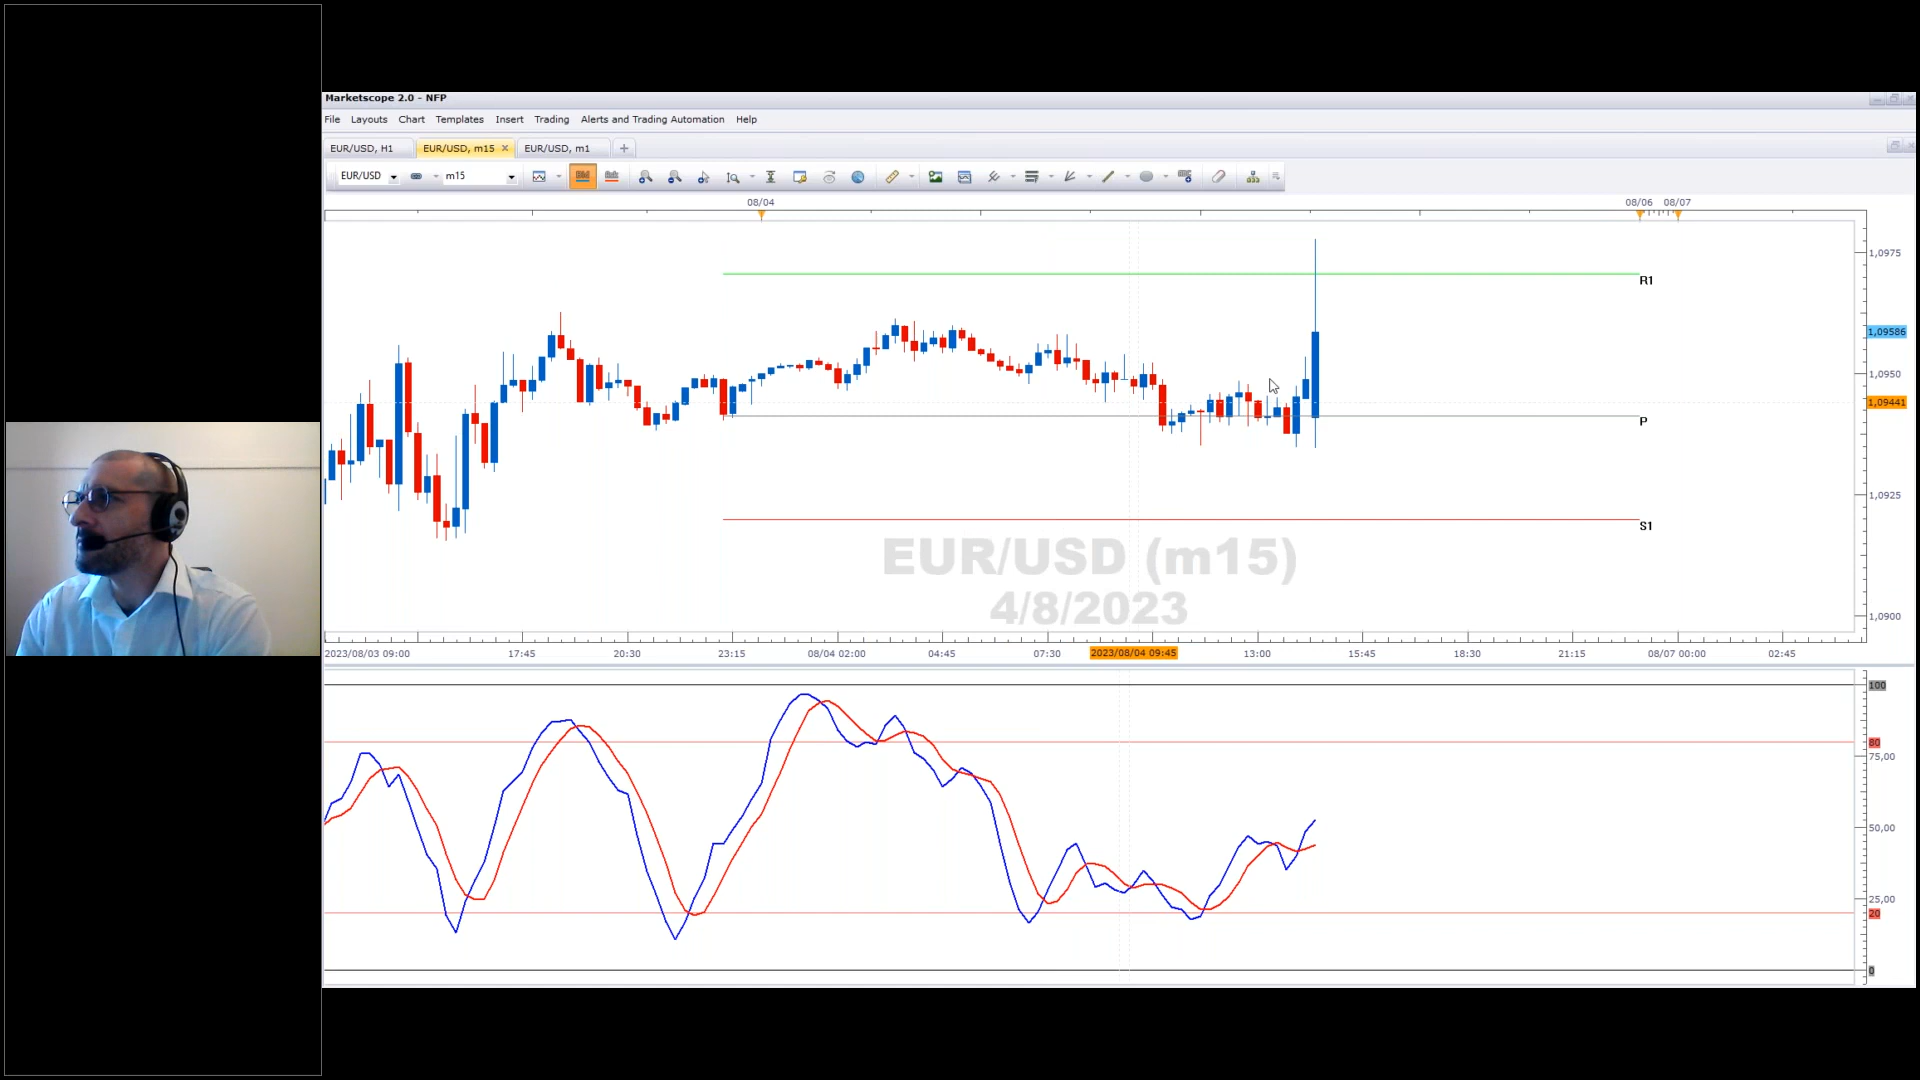 Marketscope 2.0 - NFP
File Layouts Chart Templates Insert Trading Alerts and Trading Automation Help
EUR/USD, H1 EUR/USD, m15 EUR/USD, m1
EUR/USD m15 Bid Ask
08/04 08/06 08/07
1,0975
R1
1,09586
1,0950
1,09441
P
1,0925
S1
EUR/USD (m15)
4/8/2023
1,0900
2023/08/03 09:00 17:45 20:30 23:15 08/04 02:00 04:45 07:30 2023/08/04 09:45 13:00 15:45 18:30 21:15 08/07 00:00 02:45
100
80
75,00
50,00
25,00
20
0